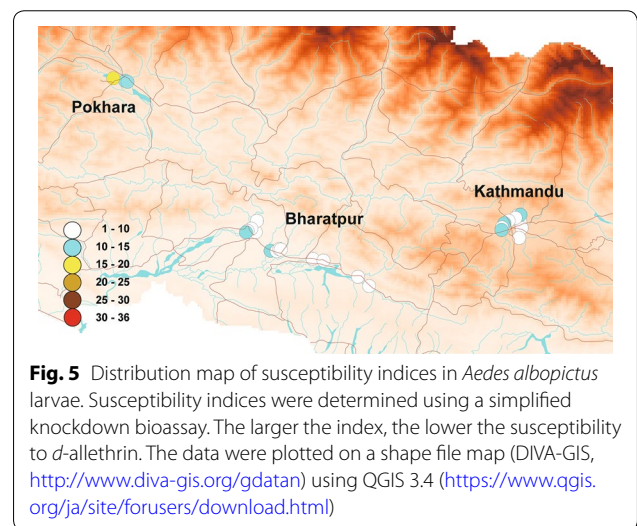 Pokhara
Kathmandu
Bharatpur
1 - 10
10 - 15
15 - 20
20 - 25
25 - 30
30 - 36
Fig. 5 Distribution map of susceptibility indices in Aedes albopictus
larvae. Susceptibility indices were determined using a simplified
knockdown bioassay. The larger the index, the lower the susceptibility
to d-allethrin. The data were plotted on a shape file map (DIVA-GIS,
http://www.diva-gis.org/gdatan) using QGIS 3.4 (https://www.qgis.
org/ja/site/forusers/download.html)